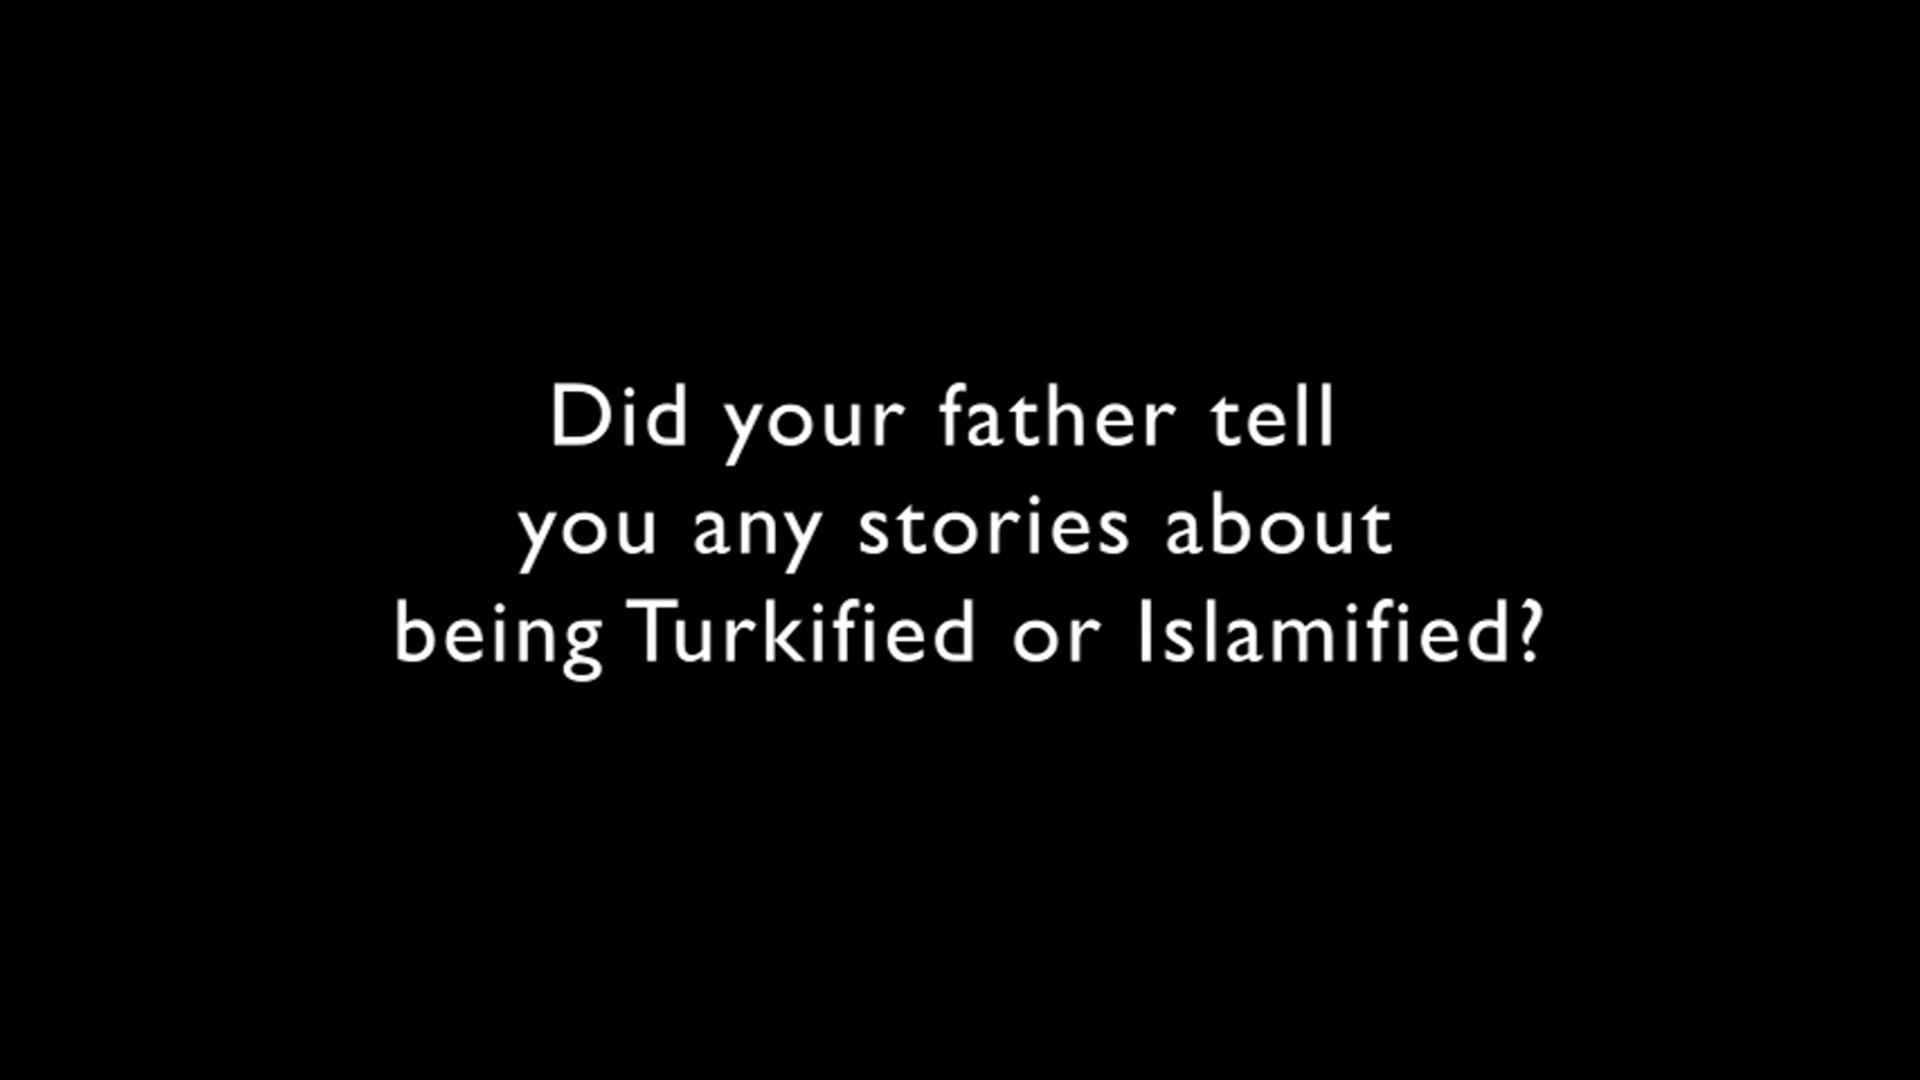 Did your father tell
you any stories about
being Turkified or Islamified?